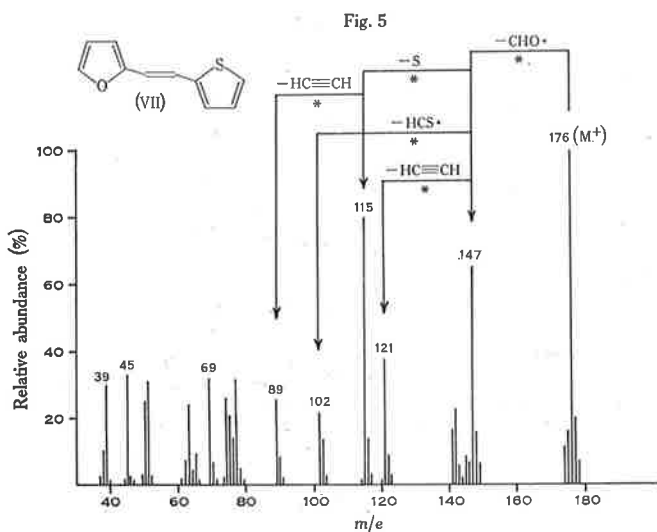 Fig. 5
S
O
(VII)
—HC≡CH
*
—S
*
—CHO•
*
—HCS•
*
—HC≡CH
*
176 (M.+)
100
80
60
40
20
Relative abundance (%)
39
45
69
89
102
115
121
.147
40
60
80
100
120
140
160
180
m/e